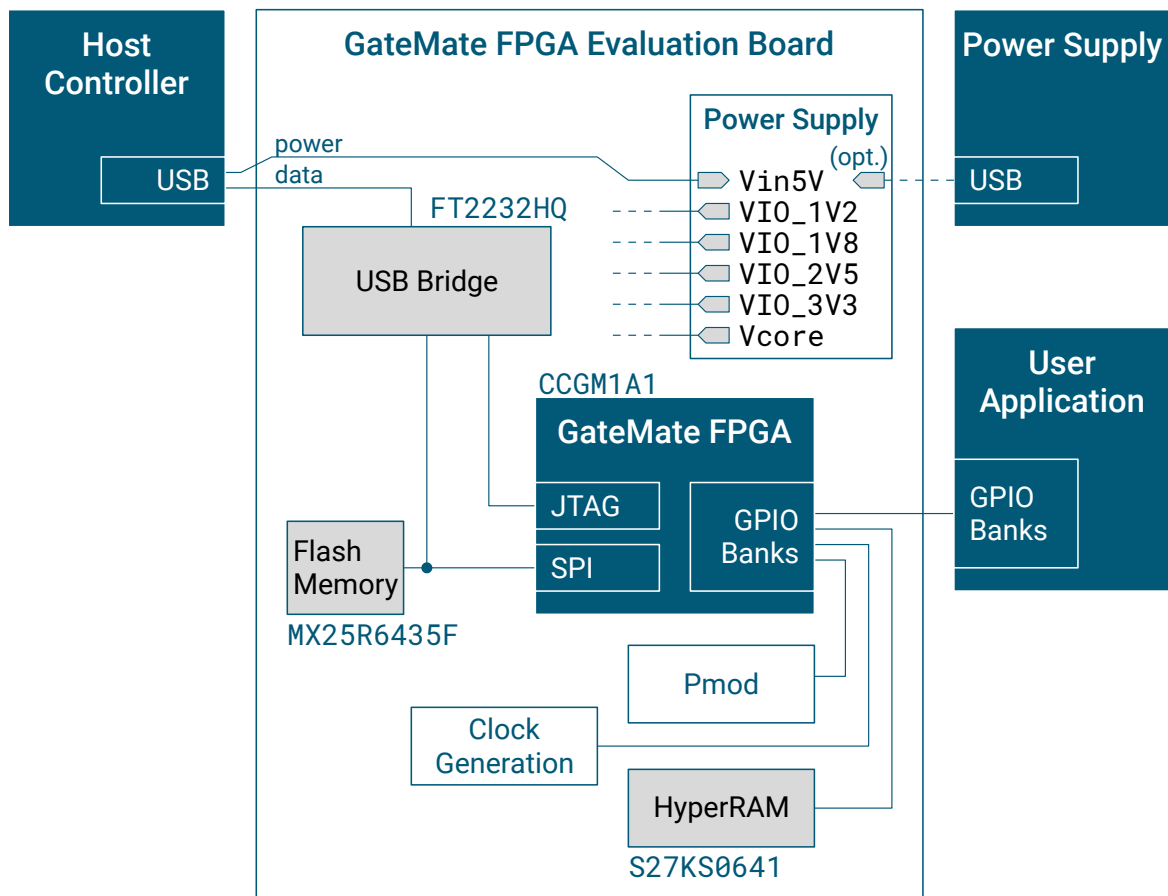 Host
Controller
USB
GateMate FPGA Evaluation Board
power
data
FT2232HQ
USB Bridge
Power Supply
(opt.)
Vin5V
VIO_1V2
VIO_1V8
VIO_2V5
VIO_3V3
Vcore
Power Supply
USB
CCGM1A1
GateMate FPGA
JTAG
SPI
GPIO
Banks
User
Application
GPIO
Banks
Flash
Memory
MX25R6435F
Pmod
Clock
Generation
HyperRAM
S27KS0641